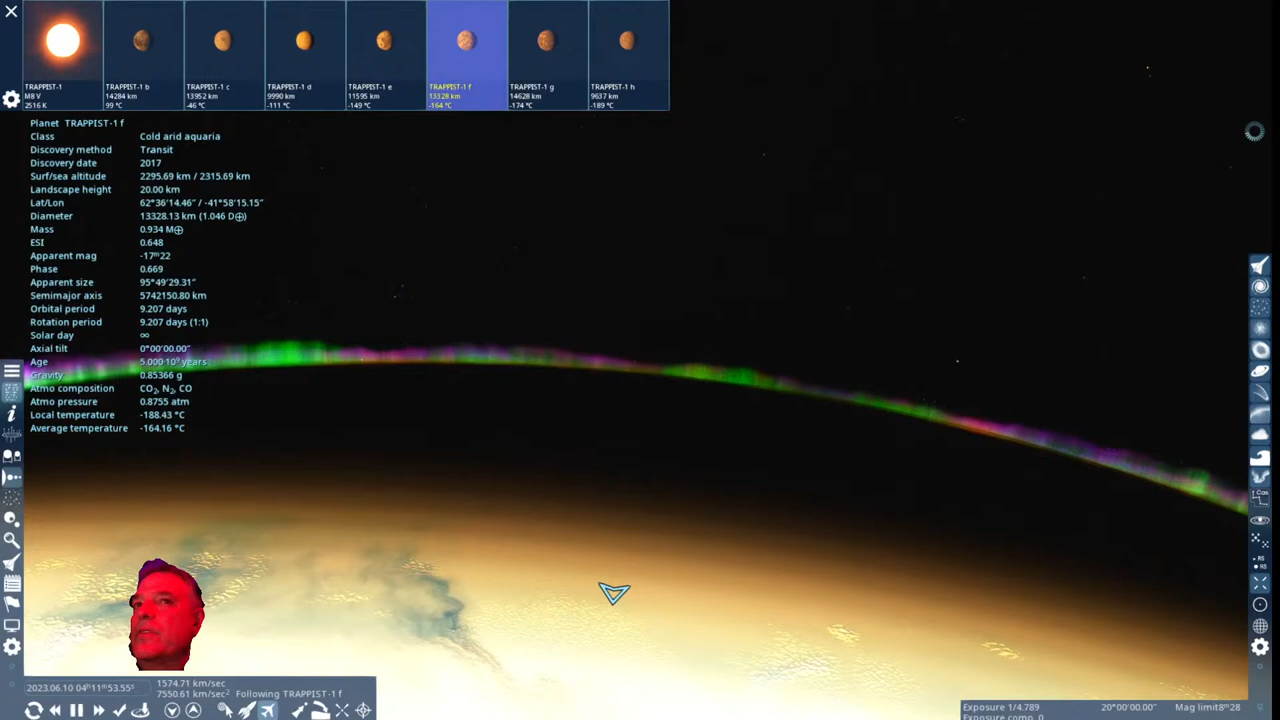 TRAPPIST-1
M8 V
2516 K
TRAPPIST-1 b
14284 km
99 °C
TRAPPIST-1 c
13952 km
-46 °C
TRAPPIST-1 d
9990 km
-111 °C
TRAPPIST-1 e
11595 km
-149 °C
TRAPPIST-1 f
13328 km
-164 °C
TRAPPIST-1 g
14628 km
-174 °C
TRAPPIST-1 h
9637 km
-189 °C
Planet TRAPPIST-1 f
Class Cold arid aquaria
Discovery method Transit
Discovery date 2017
Surf/sea altitude 2295.69 km / 2315.69 km
Landscape height 20.00 km
Lat/Lon 62°36′14.46″ / -41°58′15.15″
Diameter 13328.13 km (1.046 D⊕)
Mass 0.934 M⊕
ESI 0.648
Apparent mag -17ᵐ22
Phase 0.669
Apparent size 95°49′29.31″
Semimajor axis 5742150.80 km
Orbital period 9.207 days
Rotation period 9.207 days (1:1)
Solar day ∞
Axial tilt 0°00′00.00″
Age 5.000·10⁹ years
Gravity 0.85366 g
Atmo composition CO₂, N₂, CO
Atmo pressure 0.8755 atm
Local temperature -188.43 °C
Average temperature -164.16 °C
Cas
RS
RS
2023.06.10 04ʰ11ᵐ53.55ˢ
1574.71 km/sec
7550.61 km/sec² Following TRAPPIST-1 f
Exposure 1/4.789 20°00′00.00″ Mag limit 8ᵐ28
Exposure comp. 0